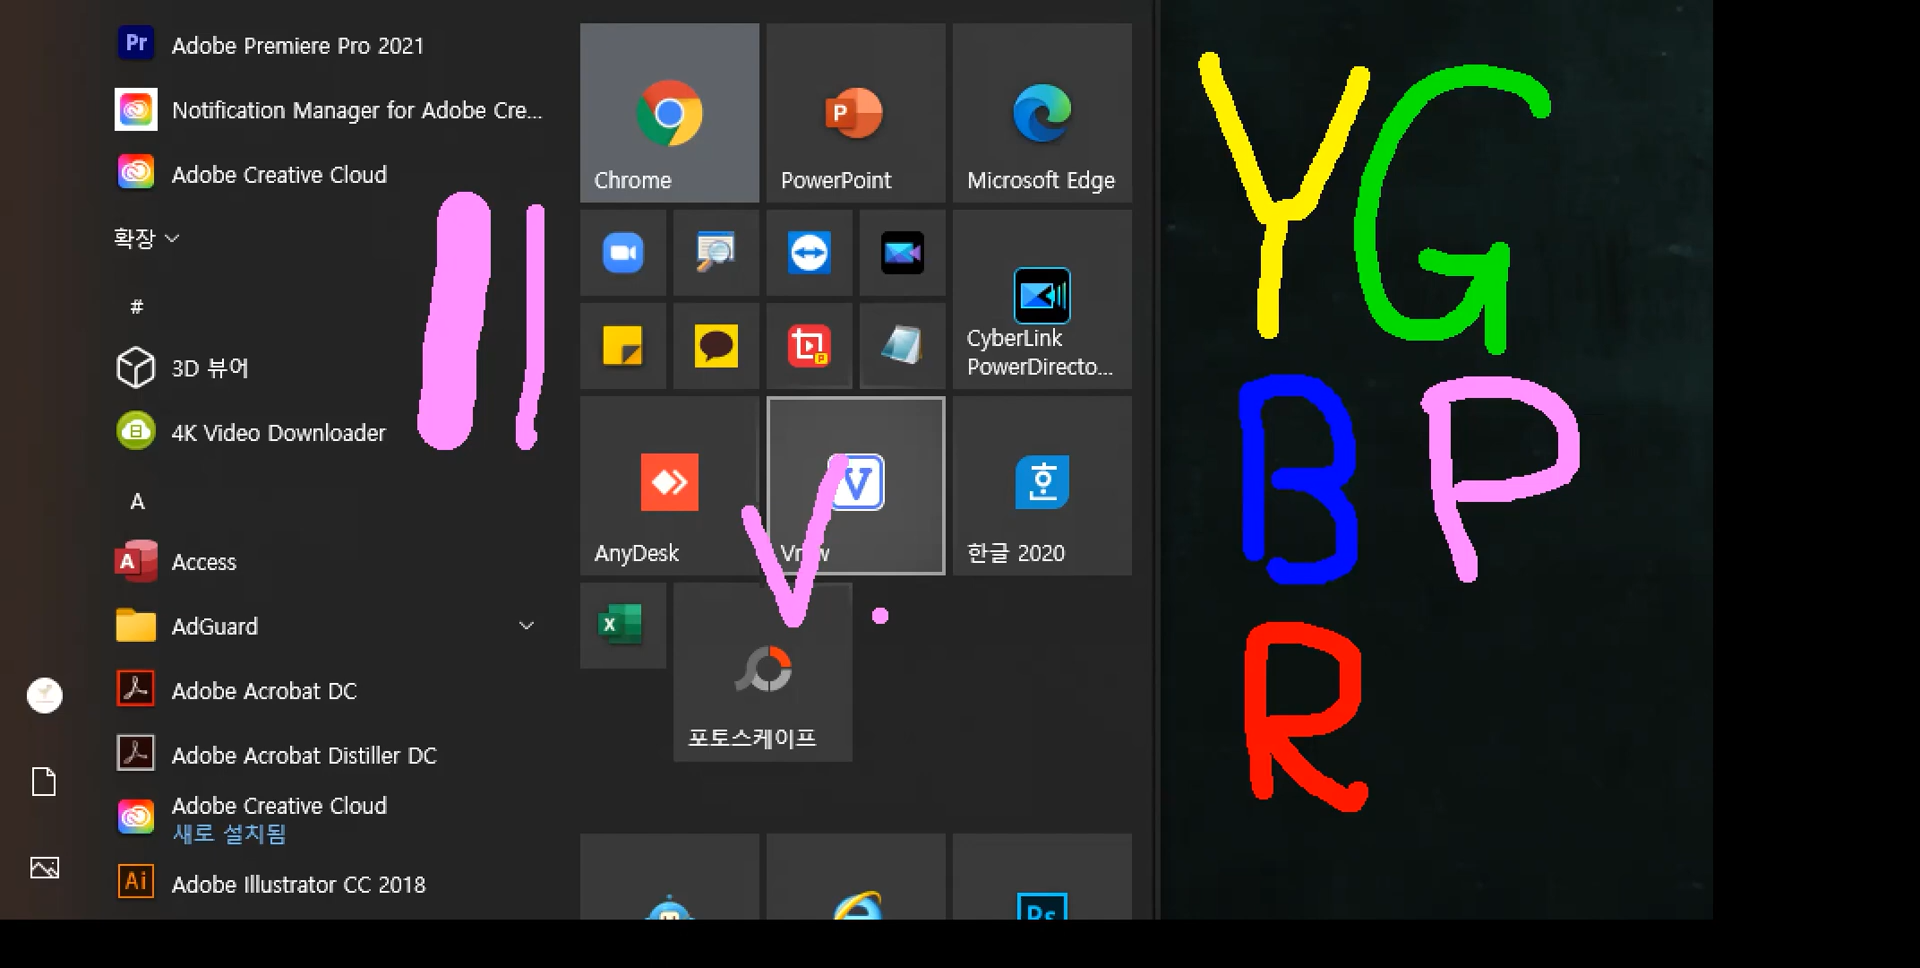 Pr Adobe Premiere Pro 2021
Notification Manager for Adobe Cre...
Adobe Creative Cloud
확장
#
3D 뷰어
4K Video Downloader
A
A Access
AdGuard
Adobe Acrobat DC
Adobe Acrobat Distiller DC
Adobe Creative Cloud
새로 설치됨
Ai Adobe Illustrator CC 2018
Chrome
P
PowerPoint
Microsoft Edge
P
CyberLink
PowerDirecto...
AnyDesk
V
한글 2020
X
포토스케이프
Ps
V
Y G
B P
R